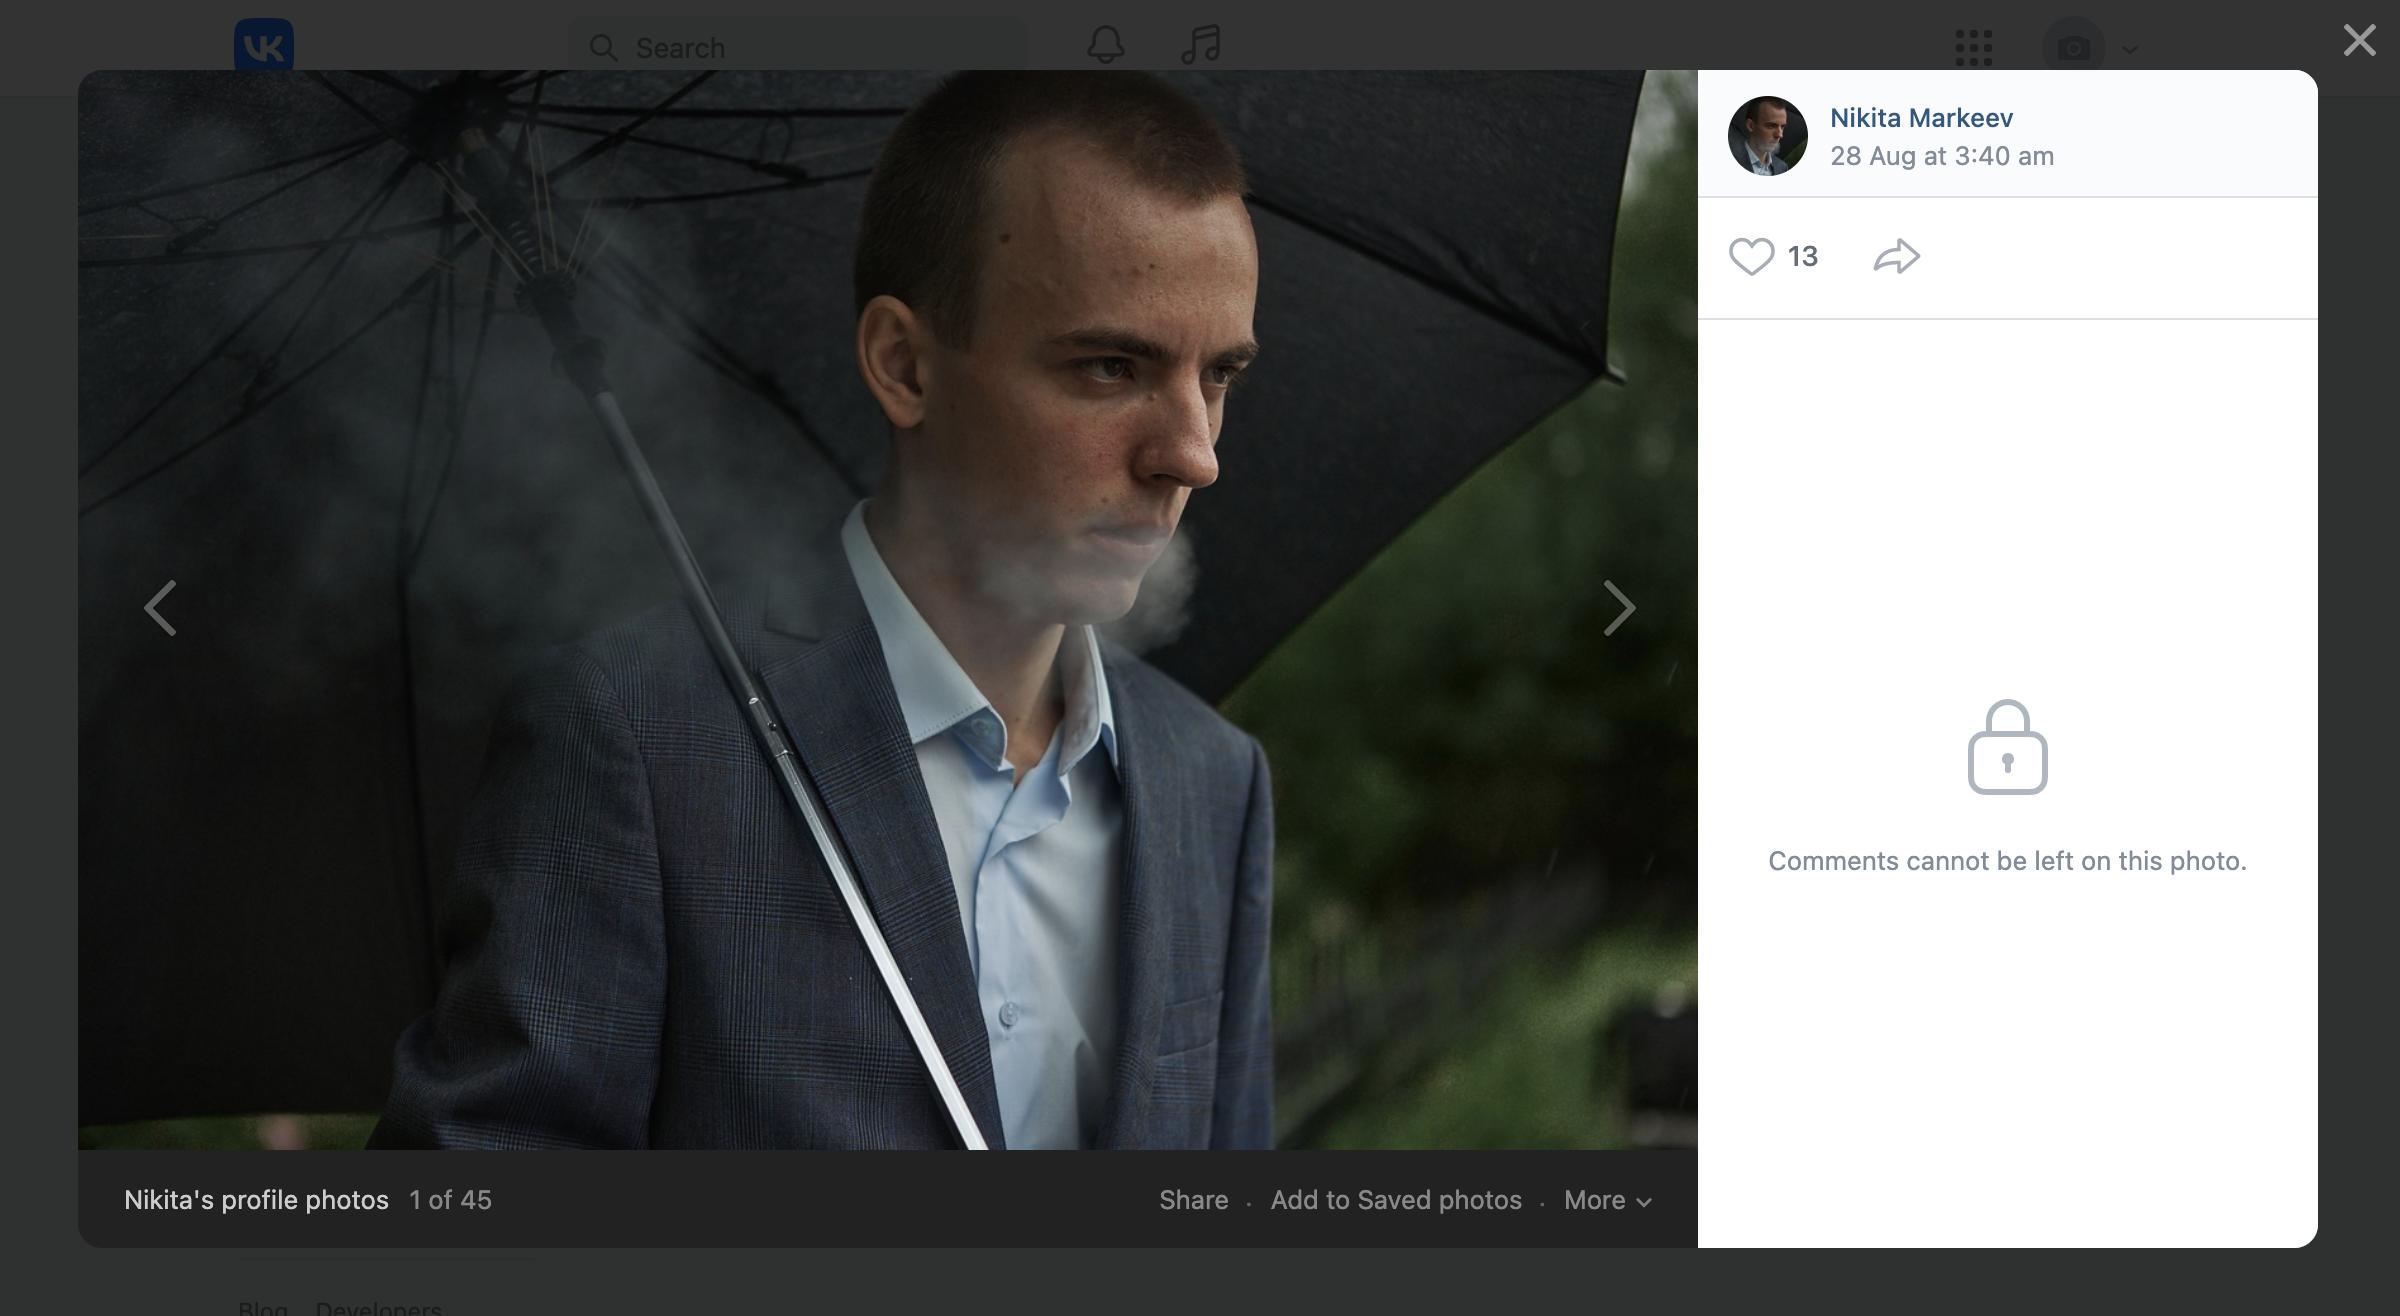 VK
Search
Nikita Markeev
28 Aug at 3:40 am
13
Comments cannot be left on this photo.
Nikita's profile photos 1 of 45
Share · Add to Saved photos · More
Blog Developers